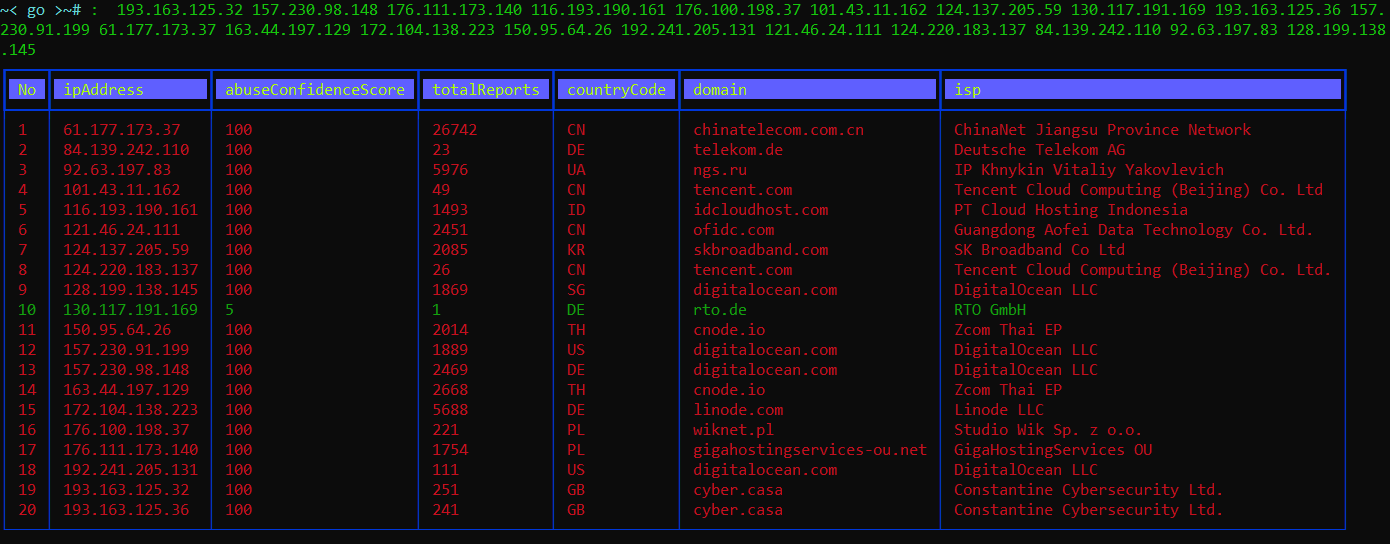 ~< go >~# :  193.163.125.32 157.230.98.148 176.111.173.140 116.193.190.161 176.100.198.37 101.43.11.162 124.137.205.59 130.117.191.169 193.163.125.36 157.
230.91.199 61.177.173.37 163.44.197.129 172.104.138.223 150.95.64.26 192.241.205.131 121.46.24.111 124.220.183.137 84.139.242.110 92.63.197.83 128.199.138
.145
No ipAddress abuseConfidenceScore totalReports countryCode domain isp
1 61.177.173.37 100 26742 CN chinatelecom.com.cn ChinaNet Jiangsu Province Network
2 84.139.242.110 100 23 DE telekom.de Deutsche Telekom AG
3 92.63.197.83 100 5976 UA ngs.ru IP Khnykin Vitaliy Yakovlevich
4 101.43.11.162 100 49 CN tencent.com Tencent Cloud Computing (Beijing) Co. Ltd
5 116.193.190.161 100 1493 ID idcloudhost.com PT Cloud Hosting Indonesia
6 121.46.24.111 100 2451 CN ofidc.com Guangdong Aofei Data Technology Co. Ltd.
7 124.137.205.59 100 2085 KR skbroadband.com SK Broadband Co Ltd
8 124.220.183.137 100 26 CN tencent.com Tencent Cloud Computing (Beijing) Co. Ltd.
9 128.199.138.145 100 1869 SG digitalocean.com DigitalOcean LLC
10 130.117.191.169 5 1 DE rto.de RTO GmbH
11 150.95.64.26 100 2014 TH cnode.io Zcom Thai EP
12 157.230.91.199 100 1889 US digitalocean.com DigitalOcean LLC
13 157.230.98.148 100 2469 DE digitalocean.com DigitalOcean LLC
14 163.44.197.129 100 2668 TH cnode.io Zcom Thai EP
15 172.104.138.223 100 5688 DE linode.com Linode LLC
16 176.100.198.37 100 221 PL wiknet.pl Studio Wik Sp. z o.o.
17 176.111.173.140 100 1754 PL gigahostingservices-ou.net GigaHostingServices OU
18 192.241.205.131 100 111 US digitalocean.com DigitalOcean LLC
19 193.163.125.32 100 251 GB cyber.casa Constantine Cybersecurity Ltd.
20 193.163.125.36 100 241 GB cyber.casa Constantine Cybersecurity Ltd.